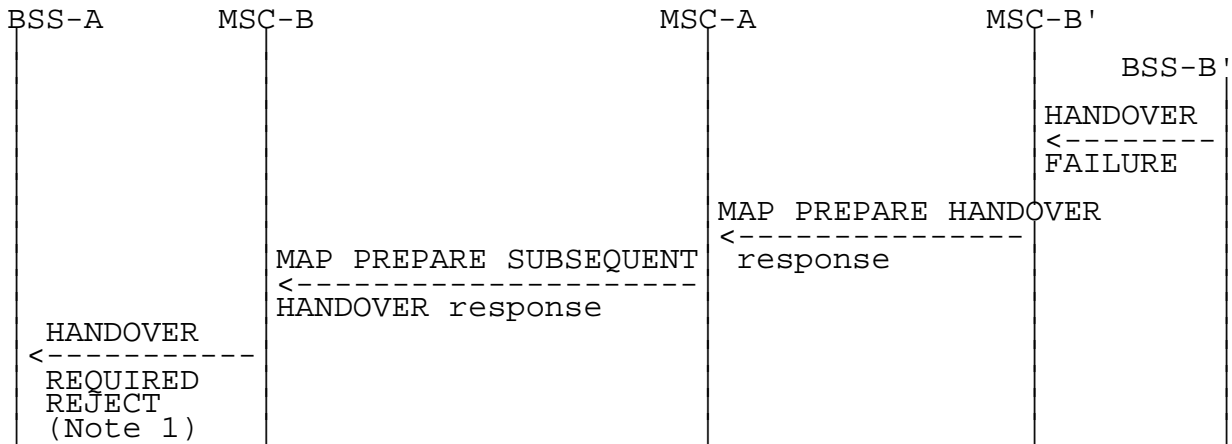 BSS-A MSC-B MSC-A MSC-B'
BSS-B'
HANDOVER
FAILURE
MAP PREPARE HANDOVER
response
MAP PREPARE SUBSEQUENT
HANDOVER response
HANDOVER
REQUIRED
REJECT
(Note 1)